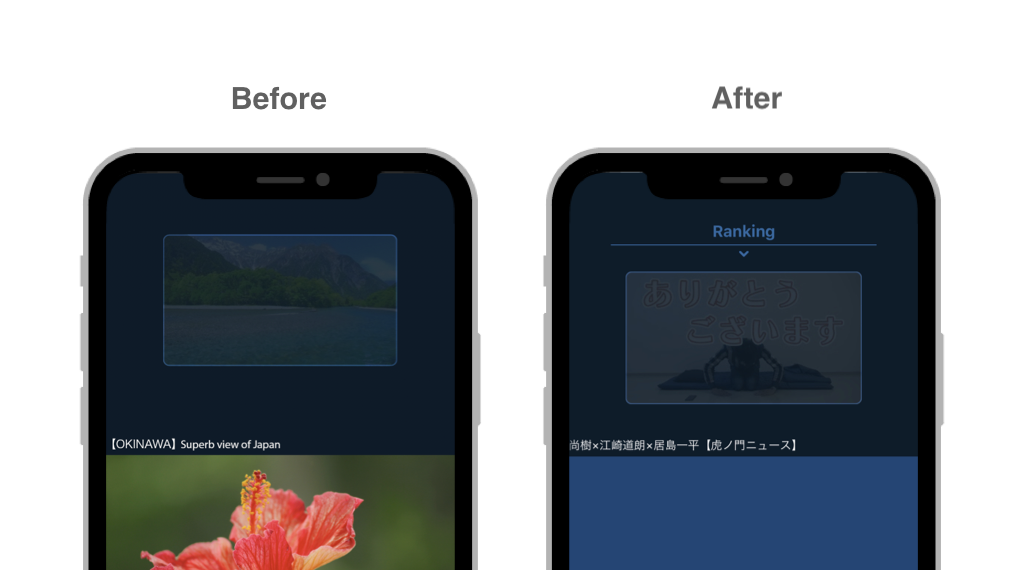 Before
After
Ranking
ありがとう
ございます
【OKINAWA】Superb view of Japan
尚樹×江崎道朗×居島一平【虎ノ門ニュース】